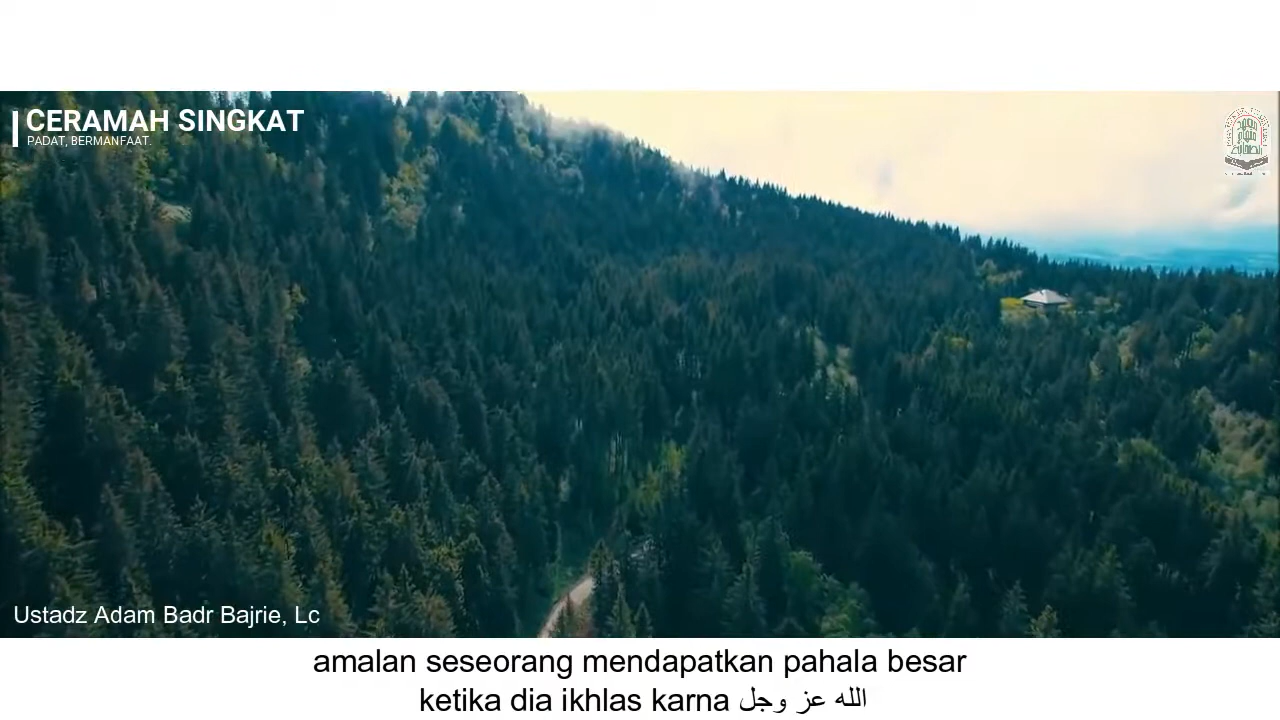 CERAMAH SINGKAT
PADAT, BERMANFAAT.
Ustadz Adam Badr Bajrie, Lc
amalan seseorang mendapatkan pahala besar
ketika dia ikhlas karna الله عز وجل